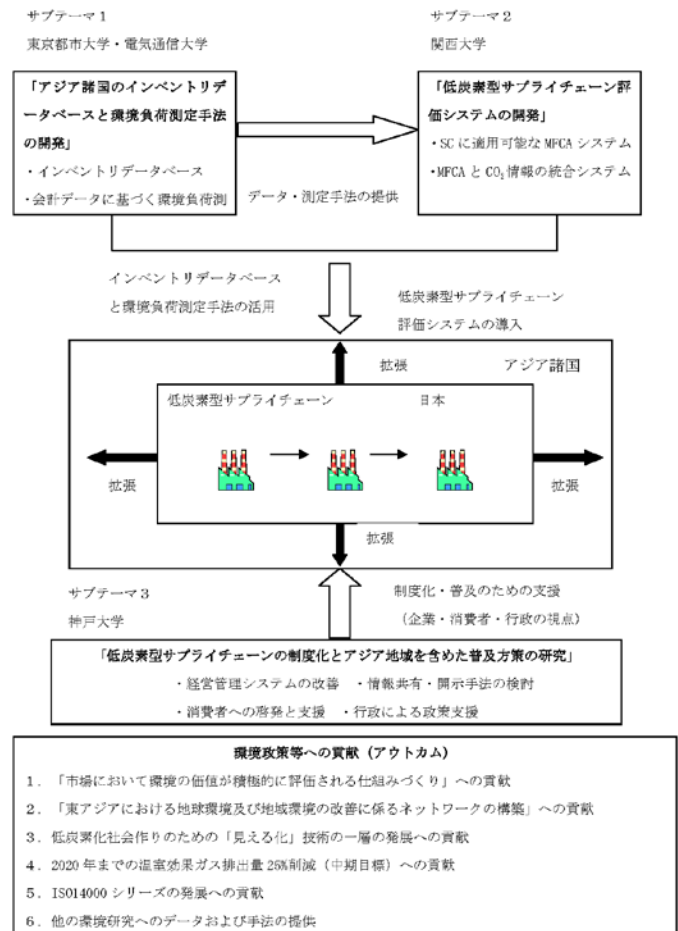 サブテーマ1
東京都市大学・電気通信大学
サブテーマ2
関西大学
「アジア諸国のインベントリデ
ータベースと環境負荷測定手法
の開発」
・インベントリデータベース
・会計データに基づく環境負荷測
データ・測定手法の提供
「低炭素型サプライチェーン評
価システムの開発」
・SCに適用可能なMFCAシステム
・MFCAとCO₂情報の統合システム
インベントリデータベース
と環境負荷測定手法の活用
低炭素型サプライチェーン
評価システムの導入
拡張
アジア諸国
低炭素型サプライチェーン
日本
拡張
拡張
拡張
サブテーマ3
神戸大学
制度化・普及のための支援
(企業・消費者・行政の視点)
「低炭素型サプライチェーンの制度化とアジア地域を含めた普及方策の研究」
・経営管理システムの改善 ・情報共有・開示手法の検討
・消費者への啓発と支援 ・行政による政策支援
環境政策等への貢献(アウトカム)
1.「市場において環境の価値が積極的に評価される仕組みづくり」への貢献
2.「東アジアにおける地球環境及び地域環境の改善に係るネットワークの構築」への貢献
3.低炭素化社会作りのための「見える化」技術の一層の発展への貢献
4.2020年までの温室効果ガス排出量25%削減(中期目標)への貢献
5.ISO14000シリーズの発展への貢献
6.他の環境研究へのデータおよび手法の提供